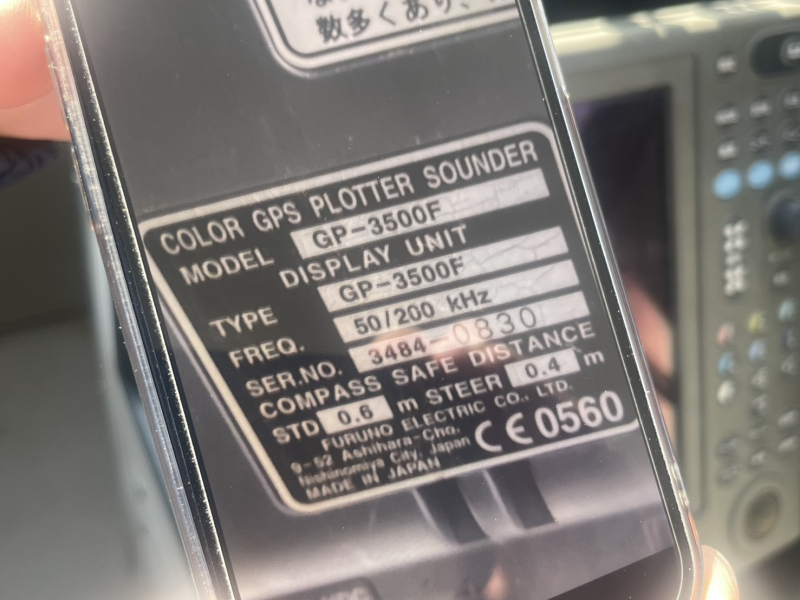 数多くあり、
COLOR GPS PLOTTER SOUNDER
MODEL GP-3500F
DISPLAY UNIT
TYPE GP-3500F
FREQ. 50/200 kHz
SER.NO. 3484-0830
COMPASS SAFE DISTANCE
STD 0.6 m STEER 0.4 m
FURUNO ELECTRIC CO., LTD.
9-52 Ashihara-Cho,
Nishinomiya City, Japan
MADE IN JAPAN
CE0560